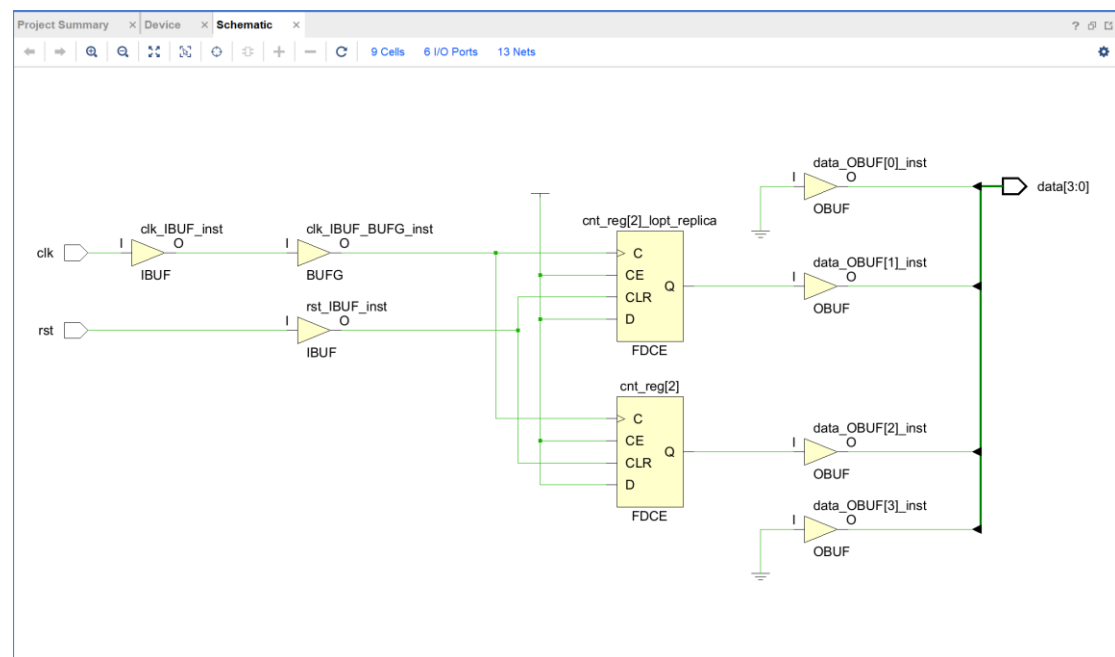 Project Summary × Device × Schematic ×
?
9 Cells 6 I/O Ports 13 Nets
data_OBUF[0]_inst
I O
OBUF
data[3:0]
cnt_reg[2]_lopt_replica
clk_IBUF_inst
clk_IBUF_BUFG_inst
clk
I O
IBUF
I O
BUFG
C
CE
CLR
D
Q
FDCE
data_OBUF[1]_inst
I O
OBUF
rst_IBUF_inst
rst
I O
IBUF
cnt_reg[2]
C
CE
CLR
D
Q
FDCE
data_OBUF[2]_inst
I O
OBUF
data_OBUF[3]_inst
I O
OBUF